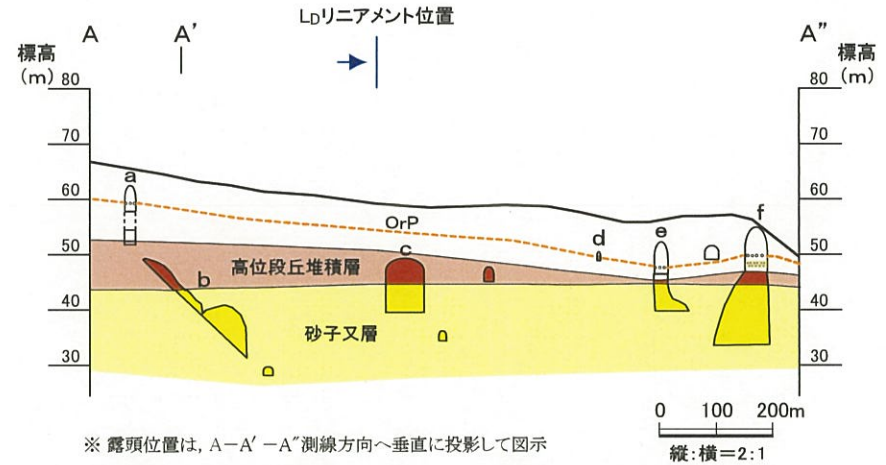 LDリニアメント位置
A
A'
A"
標高
(m)
標高
(m)
80
80
70
70
60
60
50
50
40
40
30
30
a
b
c
d
e
f
OrP
高位段丘堆積層
砂子又層
0 100 200m
縦:横=2:1
※ 露頭位置は, A-A'-A"測線方向へ垂直に投影して図示